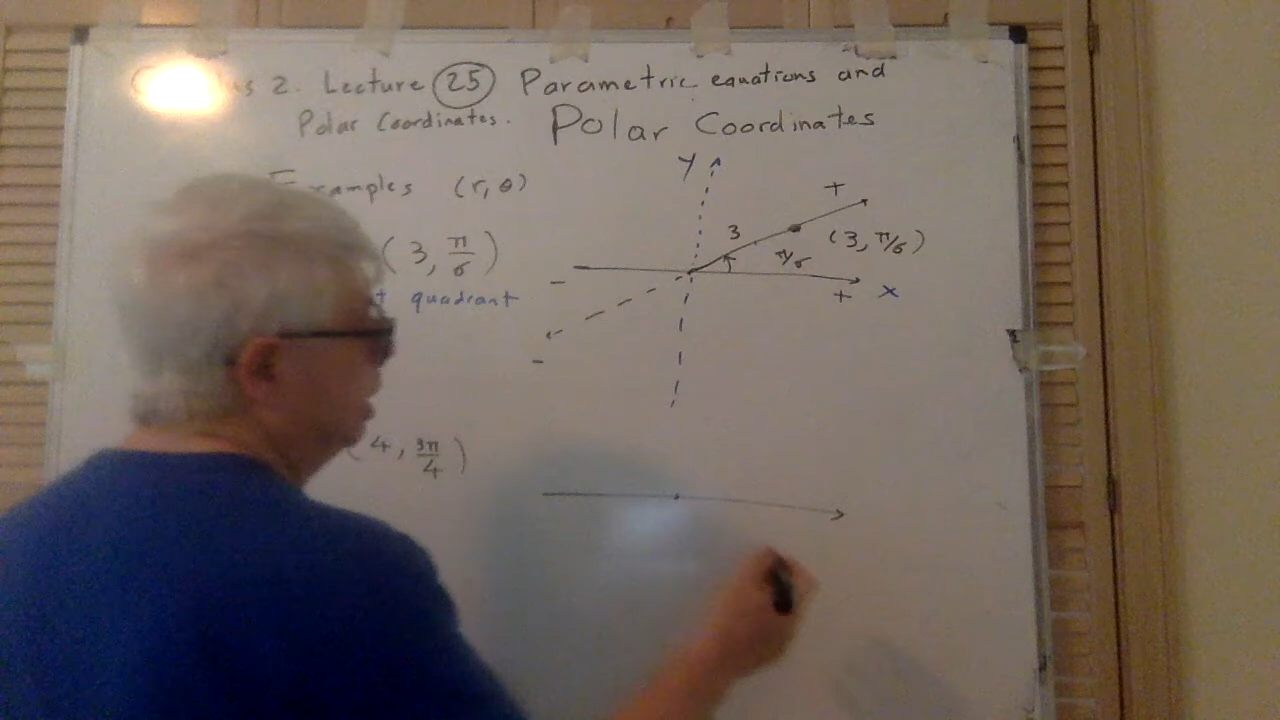 s 2. Lecture 25 Parametric equations and
Polar Coordinates. Polar Coordinates
Examples (r, θ)
(3, π/6)
t quadrant
y
+
3
π/6
(3, π/6)
-
+ x
-
(4, 3π/4)